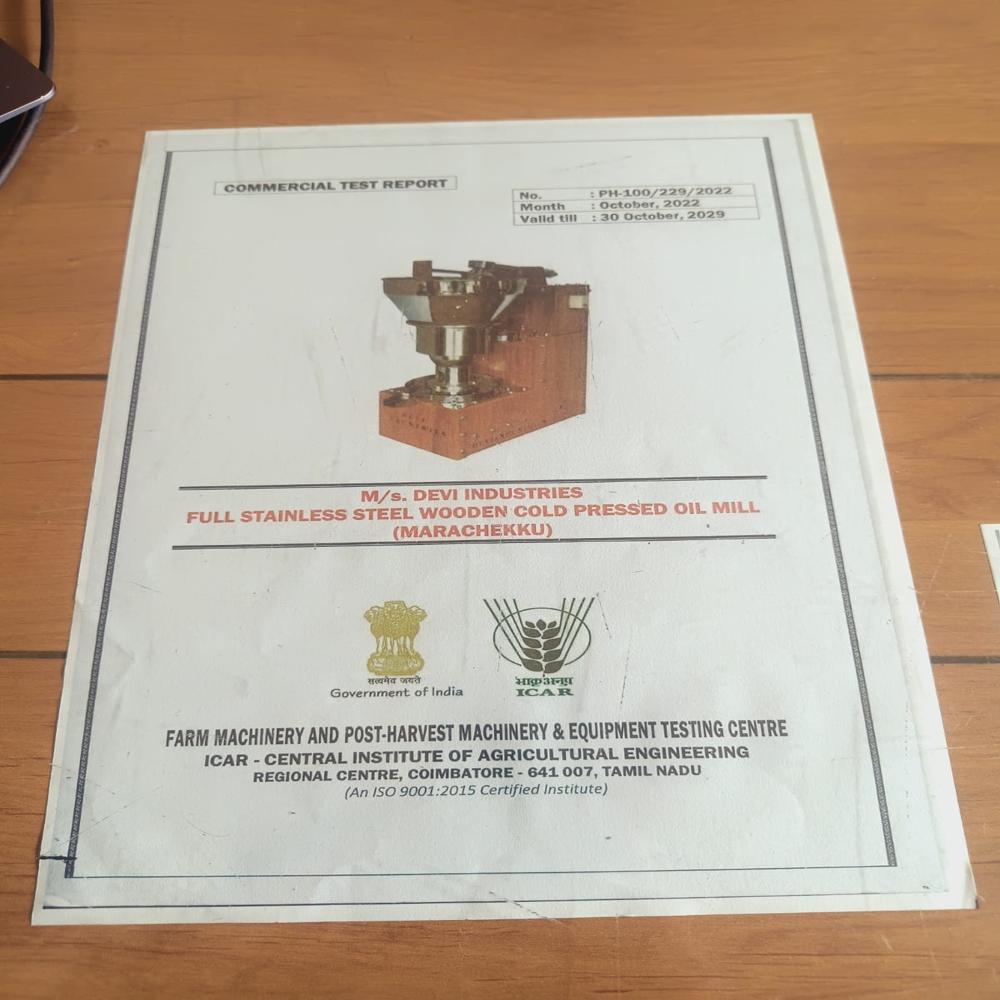 COMMERCIAL TEST REPORT
No. : PH-100/229/2022
Month : October, 2022
Valid till : 30 October, 2029
M/s. DEVI INDUSTRIES
FULL STAINLESS STEEL WOODEN COLD PRESSED OIL MILL
(MARACHEKKU)
सत्यमेव जयते
Government of India
भाकृअनुप
ICAR
FARM MACHINERY AND POST-HARVEST MACHINERY & EQUIPMENT TESTING CENTRE
ICAR - CENTRAL INSTITUTE OF AGRICULTURAL ENGINEERING
REGIONAL CENTRE, COIMBATORE - 641 007, TAMIL NADU
(An ISO 9001:2015 Certified Institute)